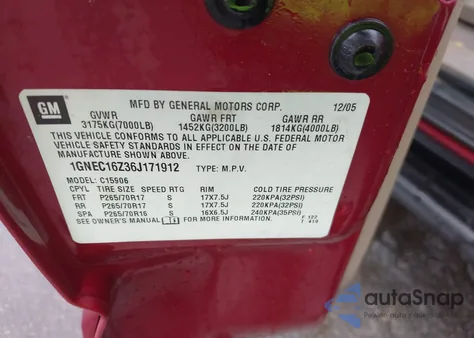 GM
MFD BY GENERAL MOTORS CORP. 12/05
GVWR GAWR FRT GAWR RR
3175KG(7000LB) 1452KG(3200LB) 1814KG(4000LB)
THIS VEHICLE CONFORMS TO ALL APPLICABLE U.S. FEDERAL MOTOR
VEHICLE SAFETY STANDARDS IN EFFECT ON THE DATE OF
MANUFACTURE SHOWN ABOVE.
1GNEC16Z36J171912 TYPE: M.P.V.
MODEL: C15906
CPYL TIRE SIZE SPEED RTG RIM COLD TIRE PRESSURE
FRT P265/70R17 S 17X7.5J 220KPA(32PSI)
RR P265/70R17 S 17X7.5J 220KPA(32PSI)
SPA P265/70R16 S 16X6.5J 240KPA(35PSI)
SEE OWNER'S MANUAL FOR MORE INFORMATION.
F 122
T 419
autoSnap